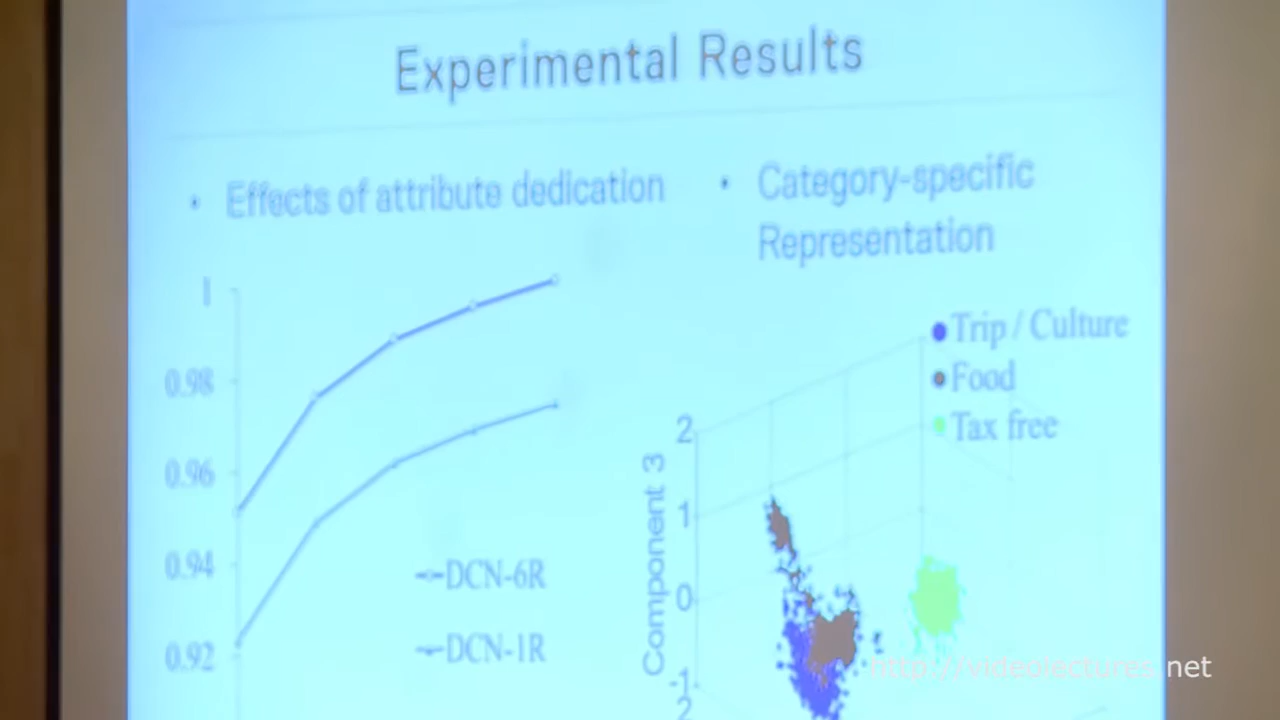 Experimental Results
• Effects of attribute dedication
• Category-specific
Representation
1
0.98
0.96
0.94
0.92
DCN-6R
DCN-1R
Trip / Culture
Food
Tax free
Component 3
2
1
0
-1
2
http://videolectures.net